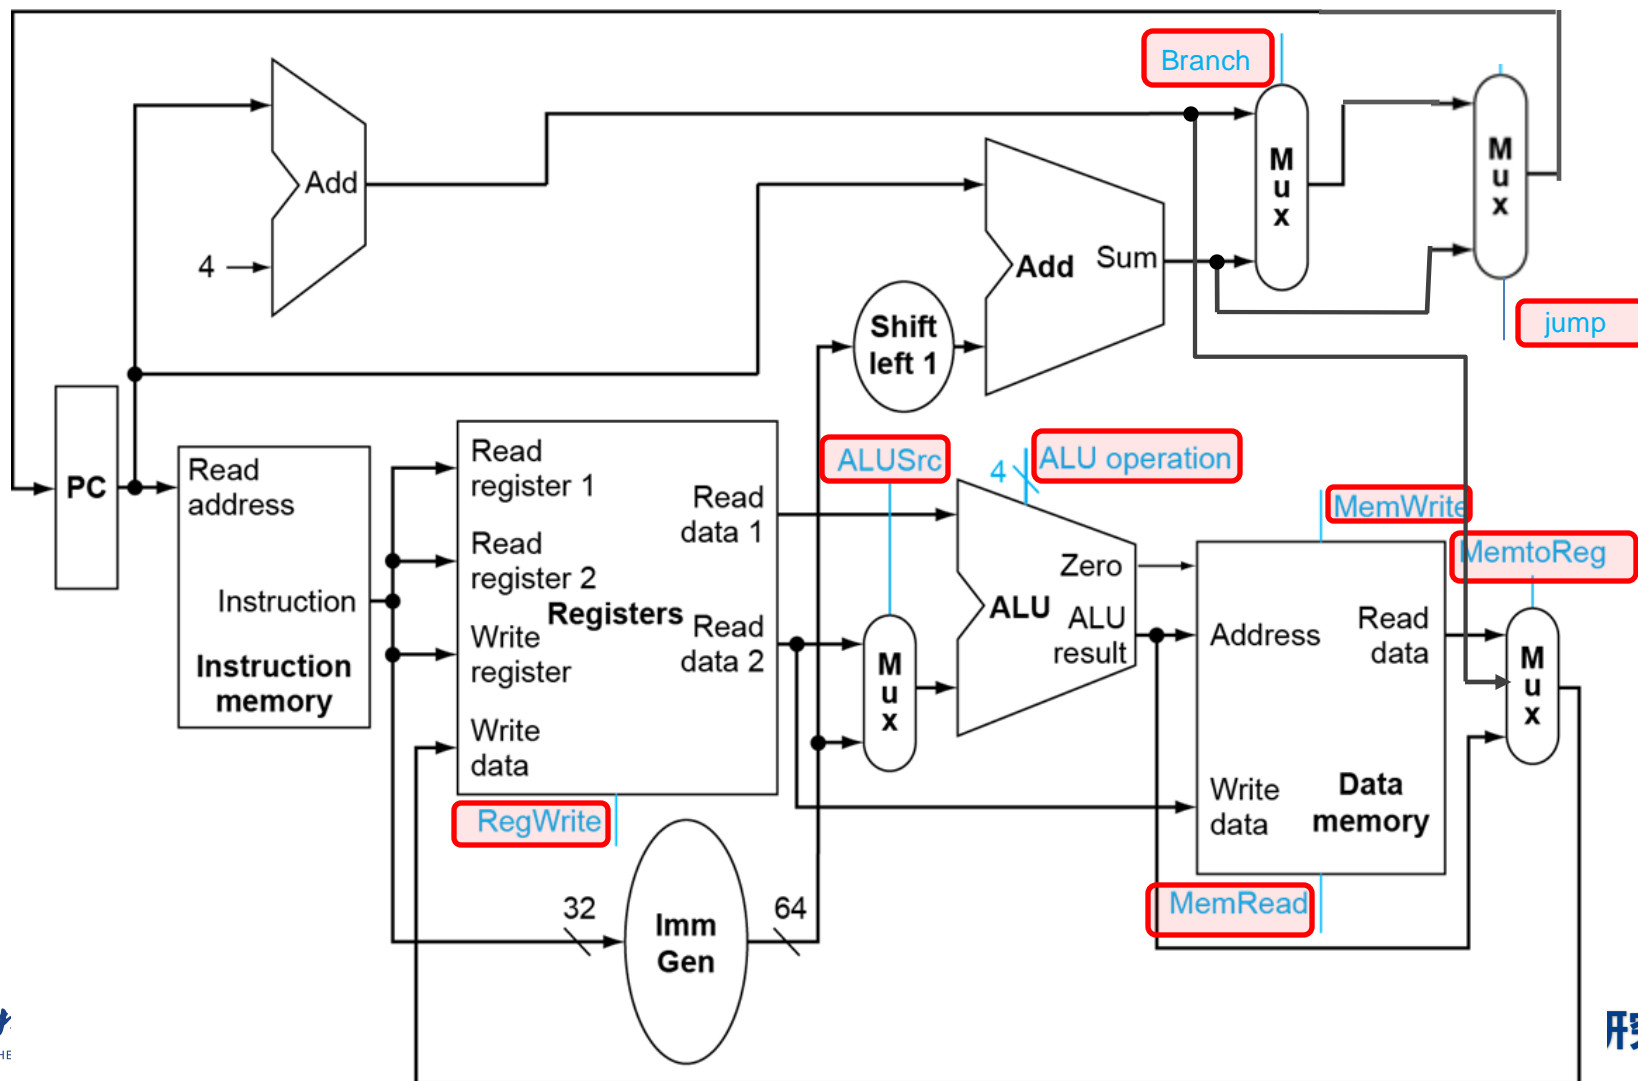 Branch
M
u
x
M
u
x
Add
4
Add
Sum
Shift
left 1
jump
PC
Read
address
Instruction
Instruction
memory
Read
register 1
Read
register 2
Write
register
Write
data
Registers
Read
data 1
Read
data 2
RegWrite
ALUSrc
M
u
x
4
ALU operation
Zero
ALU
ALU
result
MemWrite
MemtoReg
Address
Read
data
Write
data
Data
memory
M
u
x
MemRead
32
Imm
Gen
64
HE